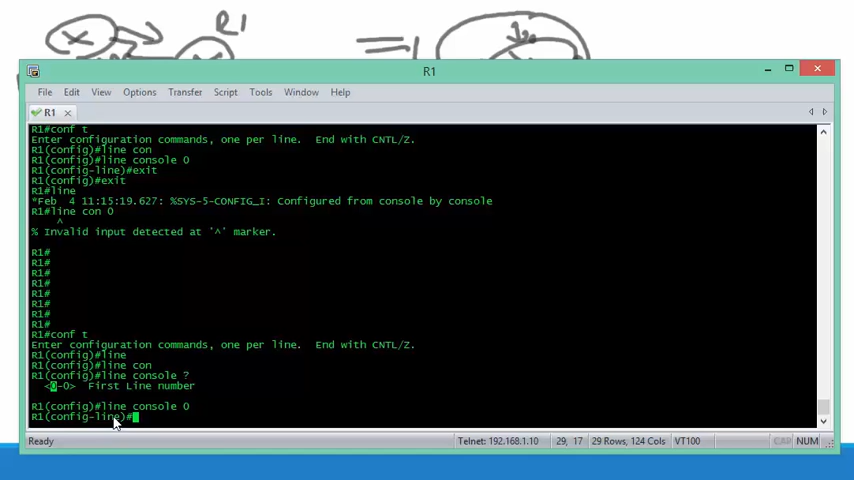 R1
R1
File Edit View Options Transfer Script Tools Window Help
R1
R1#conf t
Enter configuration commands, one per line. End with CNTL/Z.
R1(config)#line con
R1(config)#line console 0
R1(config-line)#exit
R1(config)#exit
R1#line
*Feb 4 11:15:19.627: %SYS-5-CONFIG_I: Configured from console by console
R1#line con 0
^
% Invalid input detected at '^' marker.
R1#
R1#
R1#
R1#
R1#
R1#
R1#
R1#
R1#conf t
Enter configuration commands, one per line. End with CNTL/Z.
R1(config)#line
R1(config)#line con
R1(config)#line console ?
<0-0> First Line number
R1(config)#line console 0
R1(config-line)#
Ready Telnet: 192.168.1.10 29, 17 29 Rows, 124 Cols VT100 CAP NUM